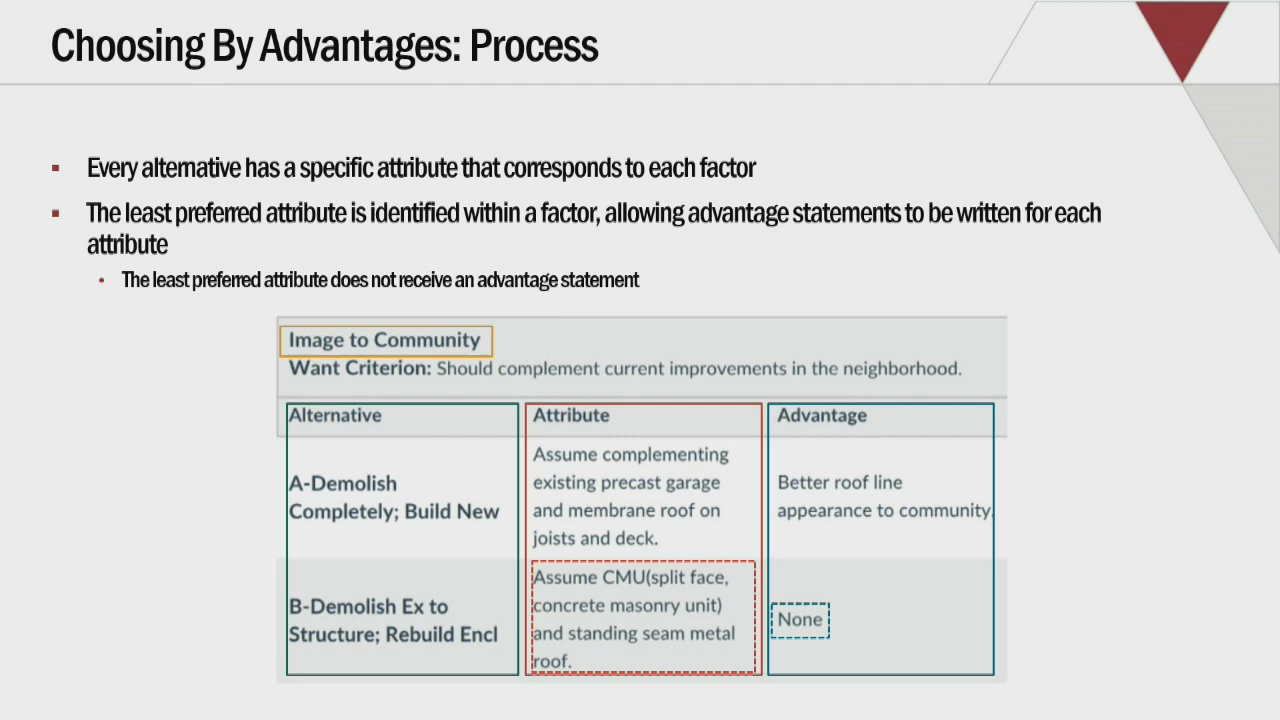 Choosing By Advantages: Process
Every alternative has a specific attribute that corresponds to each factor
The least preferred attribute is identified within a factor, allowing advantage statements to be written for each
attribute
The least preferred attribute does not receive an advantage statement
Image to Community
Want Criterion: Should complement current improvements in the neighborhood.
Alternative Attribute Advantage
A-Demolish
Completely; Build New
Assume complementing
existing precast garage
and membrane roof on
joists and deck.
Better roof line
appearance to community.
B-Demolish Ex to
Structure; Rebuild Encl
Assume CMU(split face,
concrete masonry unit)
and standing seam metal
roof.
None